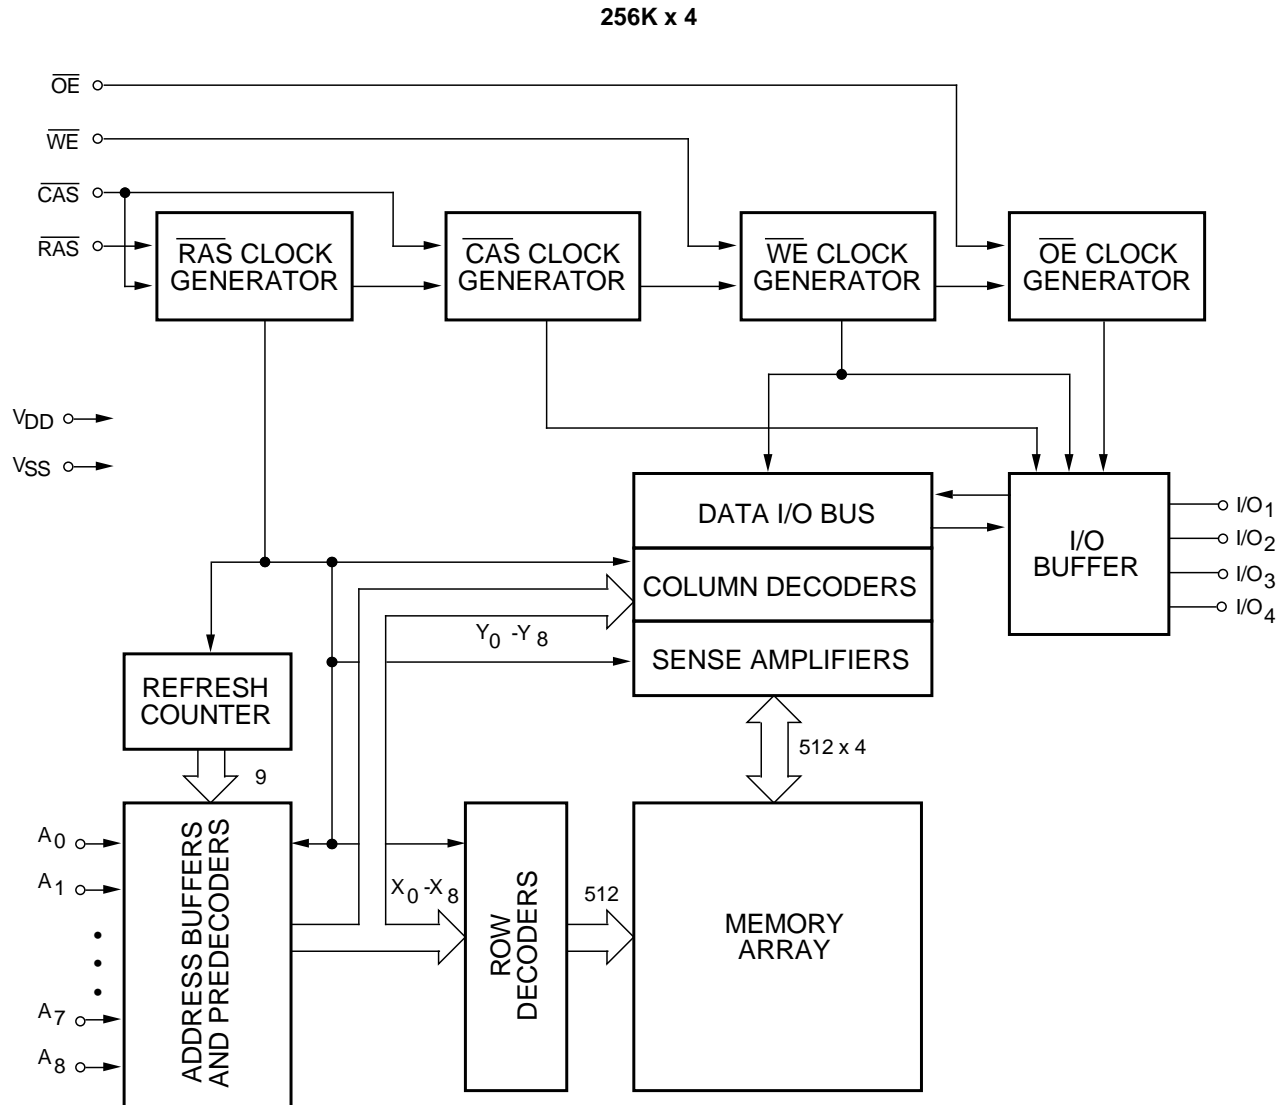 256K x 4
OE
WE
CAS
RAS
RAS CLOCK
GENERATOR
CAS CLOCK
GENERATOR
WE CLOCK
GENERATOR
OE CLOCK
GENERATOR
VDD
VSS
DATA I/O BUS
COLUMN DECODERS
SENSE AMPLIFIERS
I/O
BUFFER
I/O1
I/O2
I/O3
I/O4
Y0 -Y8
REFRESH
COUNTER
9
512 x 4
A0
A1
A7
A8
ADDRESS BUFFERS
AND PREDECODERS
X0 -X8
ROW
DECODERS
512
MEMORY
ARRAY